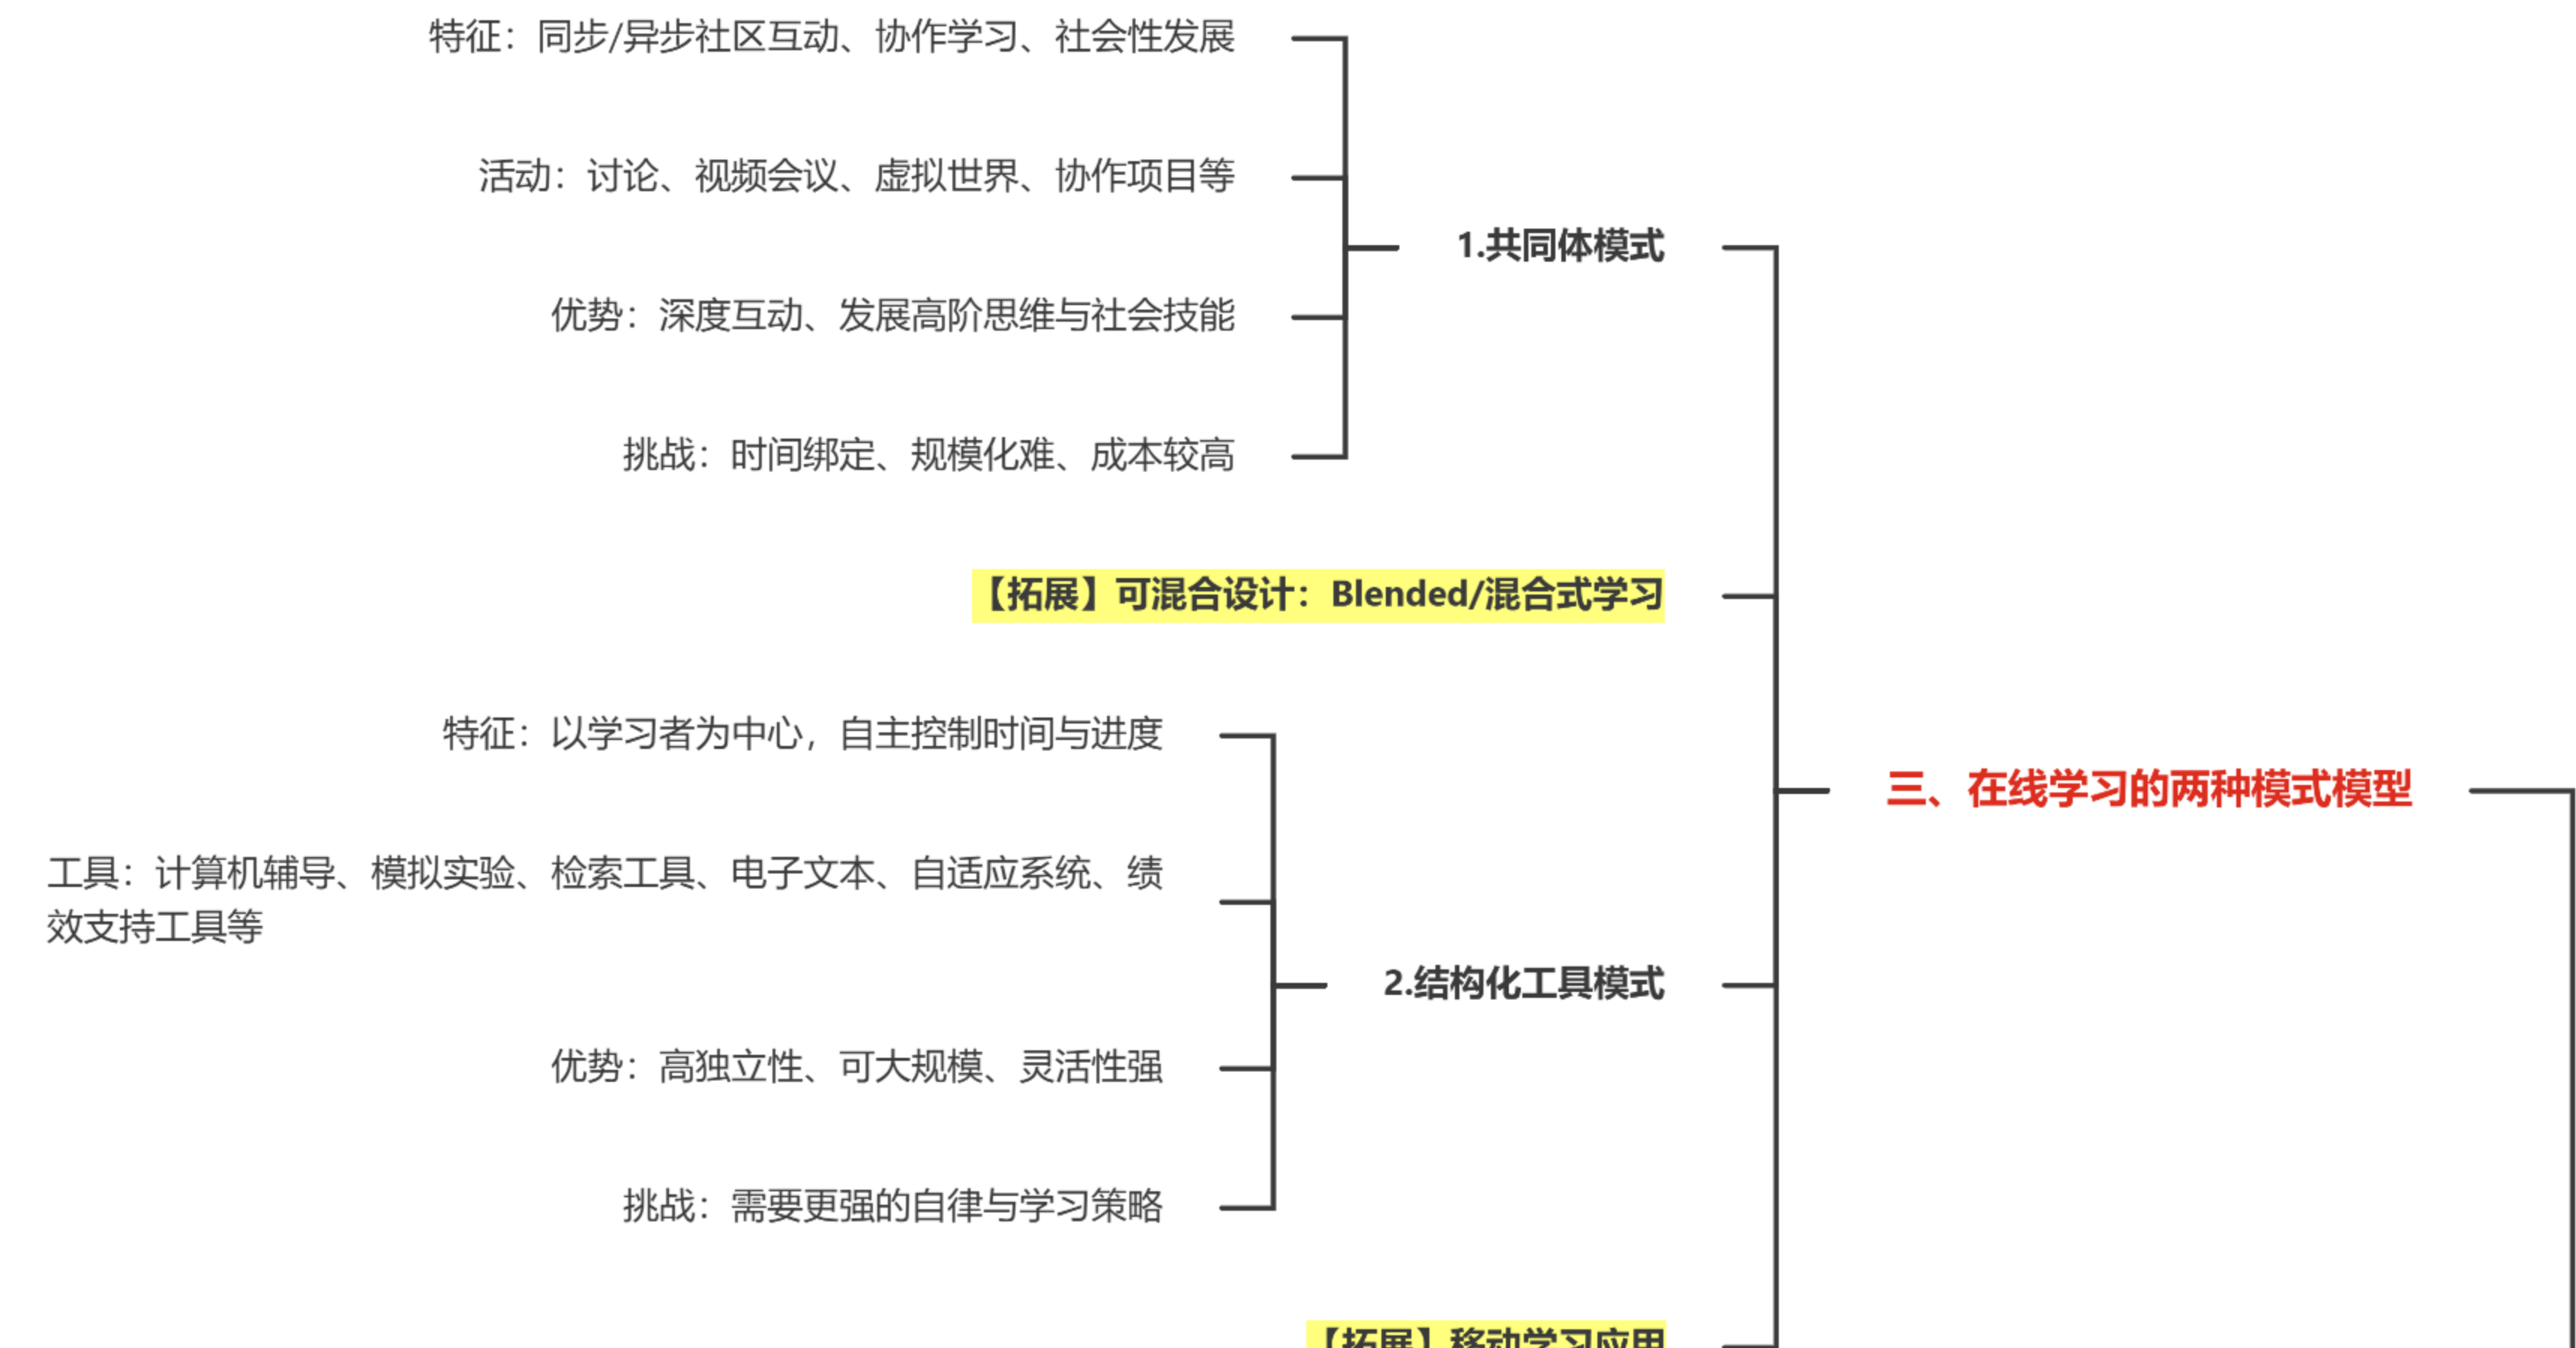 特征：同步/异步社区互动、协作学习、社会性发展
活动：讨论、视频会议、虚拟世界、协作项目等
1.共同体模式
优势：深度互动、发展高阶思维与社会技能
挑战：时间绑定、规模化难、成本较高
【拓展】可混合设计：Blended/混合式学习
特征：以学习者为中心，自主控制时间与进度
三、在线学习的两种模式模型
工具：计算机辅导、模拟实验、检索工具、电子文本、自适应系统、绩
效支持工具等
2.结构化工具模式
优势：高独立性、可大规模、灵活性强
挑战：需要更强的自律与学习策略
【拓展】移动学习应用